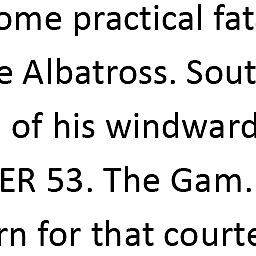 ome practical fat
e Albatross. Sout
of his windward
ER 53. The Gam.
rn for that courte